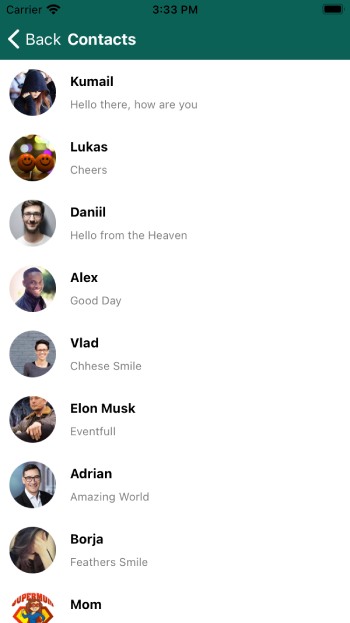 Carrier 3:33 PM
Back Contacts
Kumail
Hello there, how are you
Lukas
Cheers
Daniil
Hello from the Heaven
Alex
Good Day
Vlad
Chhese Smile
Elon Musk
Eventfull
Adrian
Amazing World
Borja
Feathers Smile
SUPERMUM
Mom